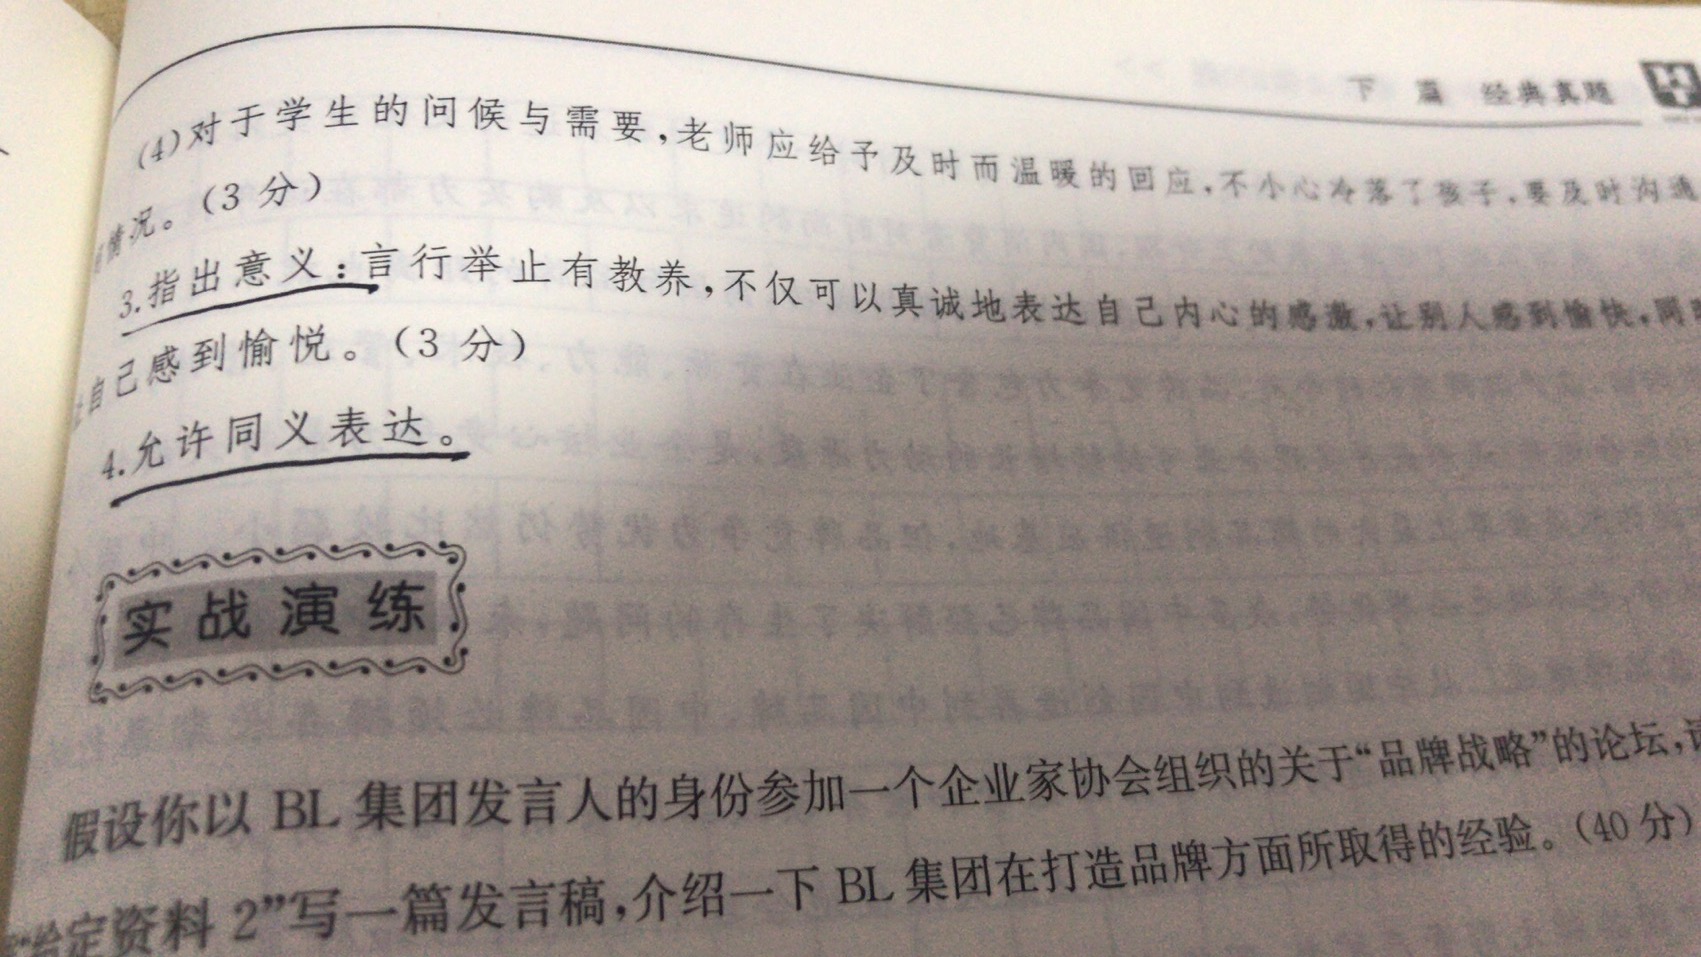 下 篇 经典真题
(4)对于学生的问候与需要,老师应给予及时而温暖的回应,不小心冷落了孩子,要及时沟通
情况。(3 分)
3.指出意义:言行举止有教养,不仅可以真诚地表达自己内心的感激,让别人感到愉快,同
自己感到愉悦。(3 分)
4.允许同义表达。
实战演练
假设你以 BL 集团发言人的身份参加一个企业家协会组织的关于“品牌战略”的论坛,
给定资料 2”写一篇发言稿,介绍一下 BL 集团在打造品牌方面所取得的经验。(40 分)